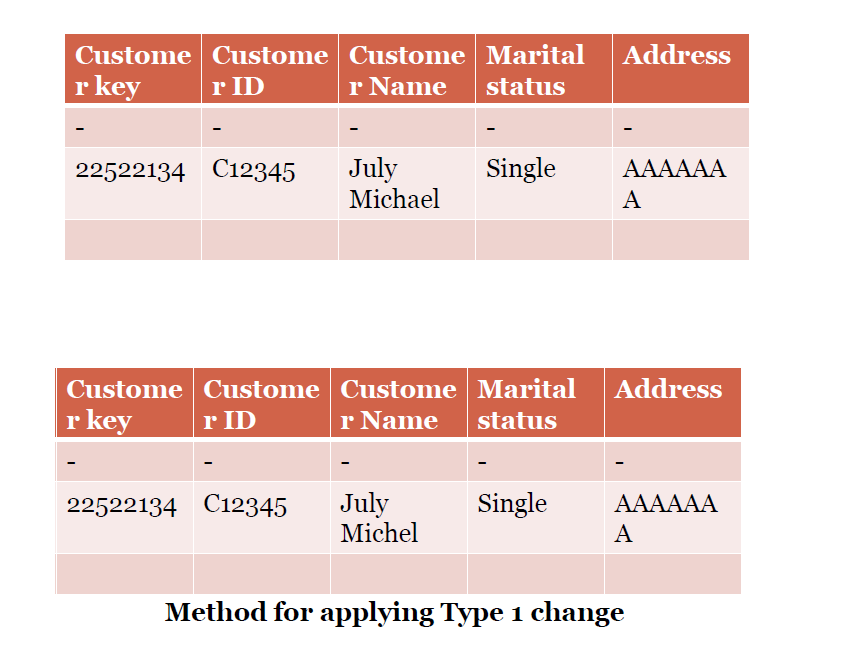 Custome Custome Custome Marital Address
r key r ID r Name status
- - - - -
22522134 C12345 July Single AAAAAA
Michael A
Custome Custome Custome Marital Address
r key r ID r Name status
- - - - -
22522134 C12345 July Single AAAAAA
Michel A
Method for applying Type 1 change